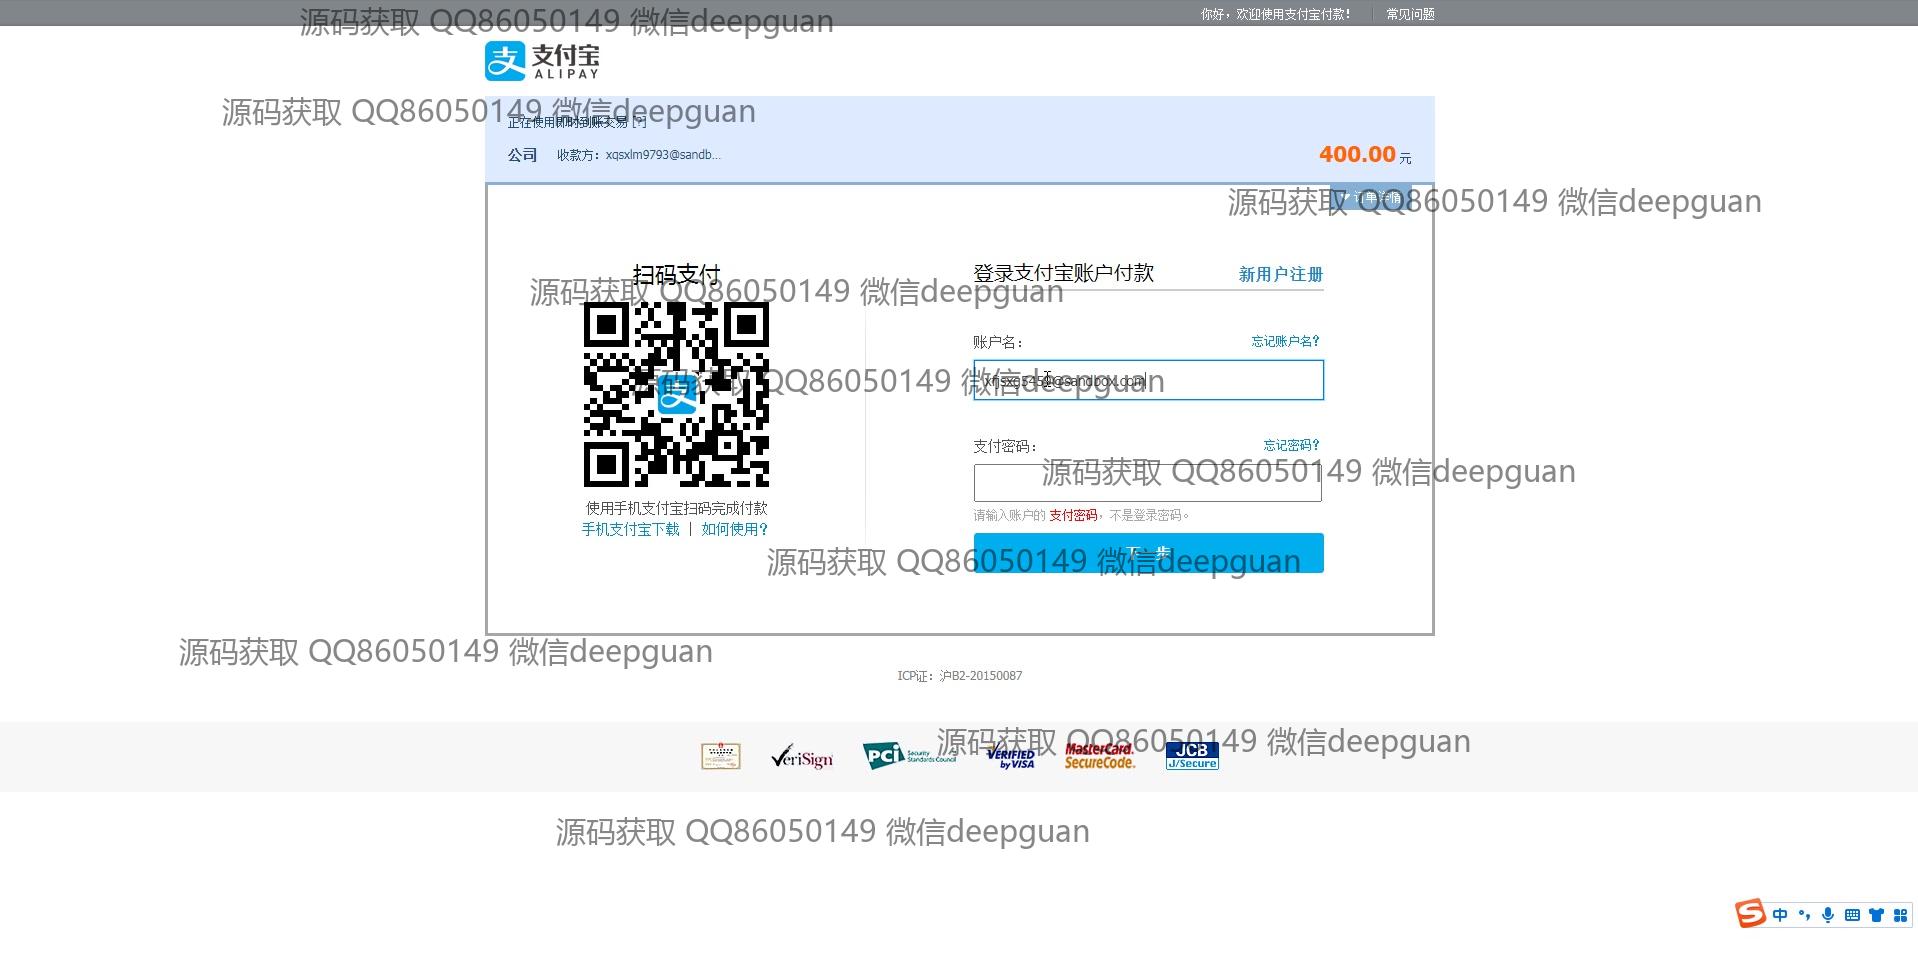 你好，欢迎使用支付宝付款！ 常见问题
源码获取 QQ86050149 微信deepguan
支付宝
ALIPAY
源码获取 QQ86050149 微信deepguan
正在使用即时到账交易 [?]
公司 收款方：xqsxlm9793@sandb...
400.00 元
订单详情
源码获取 QQ86050149 微信deepguan
扫码支付
登录支付宝账户付款 新用户注册
源码获取 QQ86050149 微信deepguan
账户名： 忘记账户名?
源码获取 QQ86050149 微信deepguan
支付密码： 忘记密码?
源码获取 QQ86050149 微信deepguan
请输入账户的 支付密码，不是登录密码。
使用手机支付宝扫码完成付款
手机支付宝下载 | 如何使用?
下一步
源码获取 QQ86050149 微信deepguan
源码获取 QQ86050149 微信deepguan
ICP证：沪B2-20150087
源码获取 QQ86050149 微信deepguan
VeriSign
PCI Security Standards Council
VERIFIED by VISA
MasterCard. SecureCode.
JCB J/Secure
源码获取 QQ86050149 微信deepguan
中